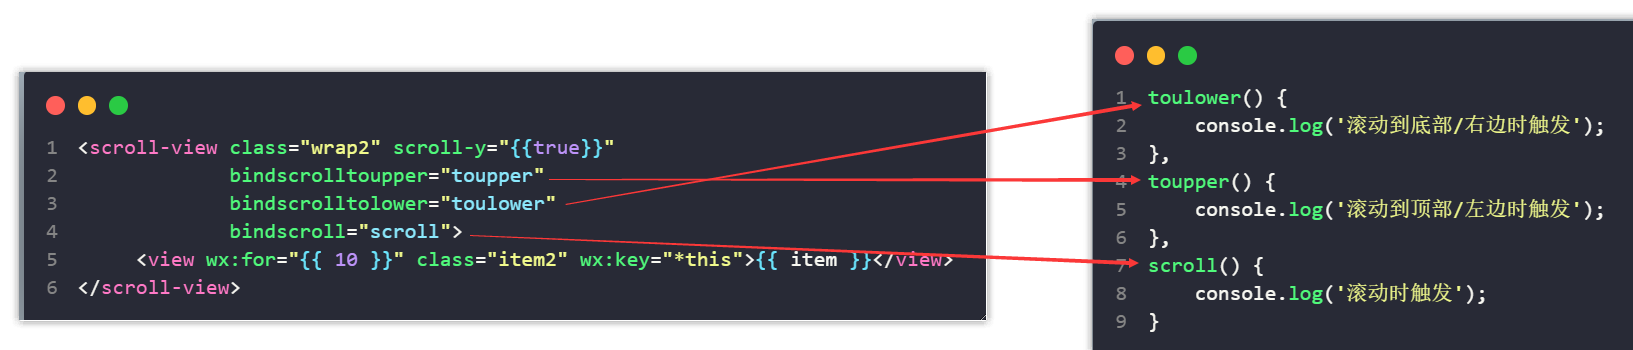 1 <scroll-view class="wrap2" scroll-y="{{true}}"
2 bindscrolltoupper="toupper"
3 bindscrolltolower="toulower"
4 bindscroll="scroll">
5 <view wx:for="{{ 10 }}" class="item2" wx:key="*this">{{ item }}</view>
6 </scroll-view>
1 toulower() {
2 console.log('滚动到底部/右边时触发');
3 },
4 toupper() {
5 console.log('滚动到顶部/左边时触发');
6 },
7 scroll() {
8 console.log('滚动时触发');
9 }